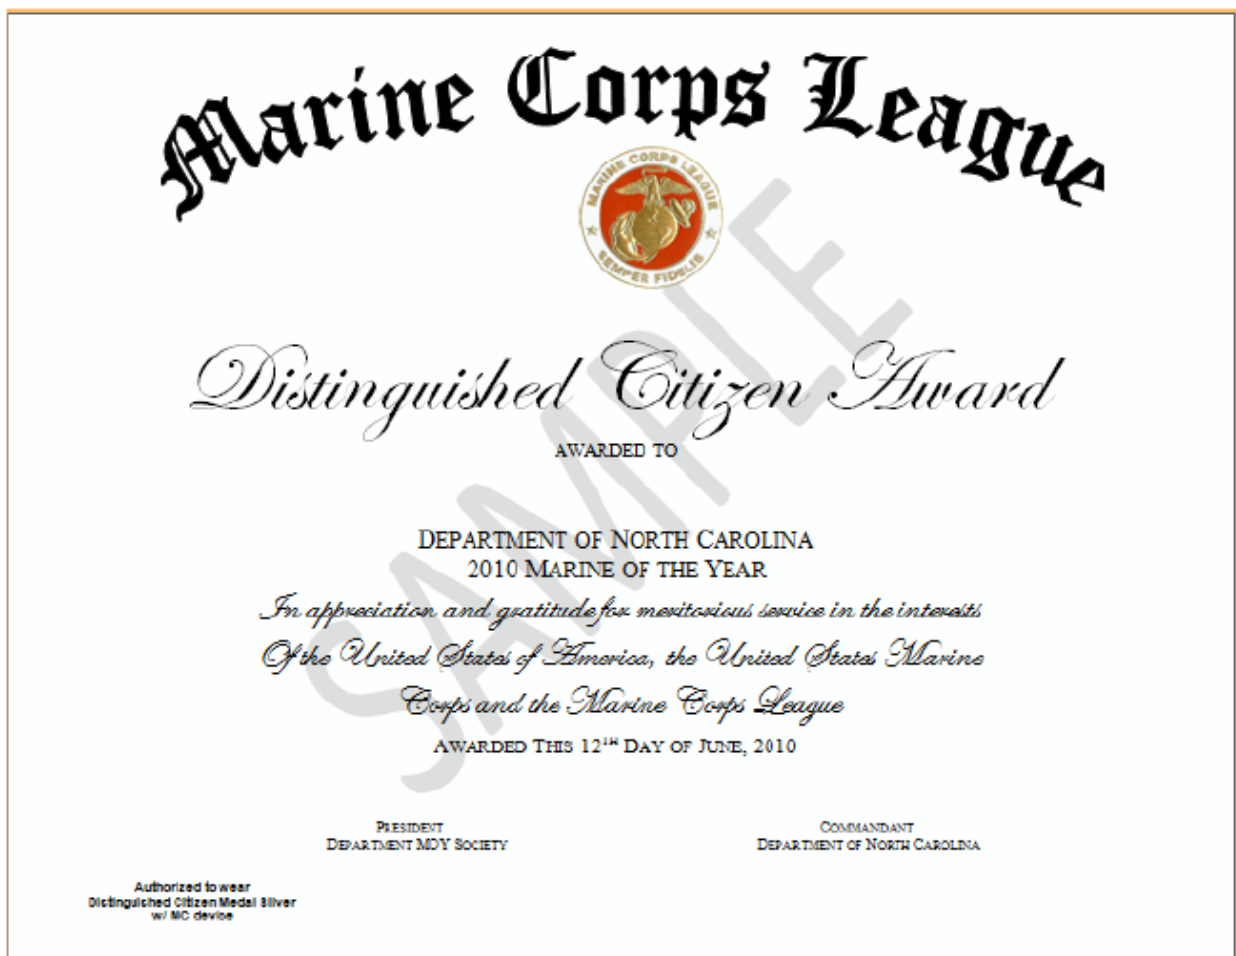 Marine Corps League
MARINE CORPS LEAGUE
SEMPER FIDELIS
SAMPLE
Distinguished Citizen Award
AWARDED TO
DEPARTMENT OF NORTH CAROLINA
2010 MARINE OF THE YEAR
In appreciation and gratitude for meritorious service in the interests
Of the United States of America, the United States Marine
Corps and the Marine Corps League
AWARDED THIS 12TH DAY OF JUNE, 2010
PRESIDENT
DEPARTMENT MOY SOCIETY
COMMANDANT
DEPARTMENT OF NORTH CAROLINA
Authorized to wear
Distinguished Citizen Medal Silver
w/ MC device